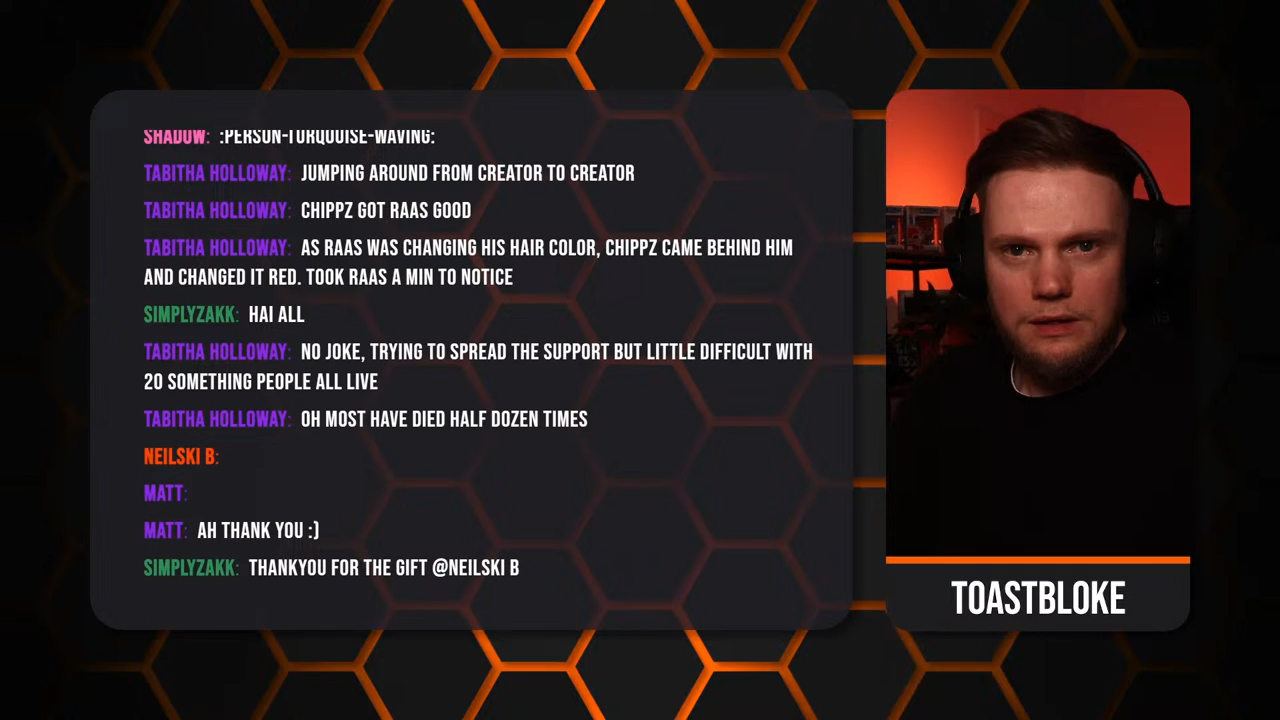 SHADOW: :PERSON-TURQUOISE-WAVING:
TABITHA HOLLOWAY: JUMPING AROUND FROM CREATOR TO CREATOR
TABITHA HOLLOWAY: CHIPPZ GOT RAAS GOOD
TABITHA HOLLOWAY: AS RAAS WAS CHANGING HIS HAIR COLOR, CHIPPZ CAME BEHIND HIM
AND CHANGED IT RED. TOOK RAAS A MIN TO NOTICE
SIMPLYZAKK: HAI ALL
TABITHA HOLLOWAY: NO JOKE, TRYING TO SPREAD THE SUPPORT BUT LITTLE DIFFICULT WITH
20 SOMETHING PEOPLE ALL LIVE
TABITHA HOLLOWAY: OH MOST HAVE DIED HALF DOZEN TIMES
NEILSKI B:
MATT:
MATT: AH THANK YOU :)
SIMPLYZAKK: THANKYOU FOR THE GIFT @NEILSKI B
TOASTBLOKE